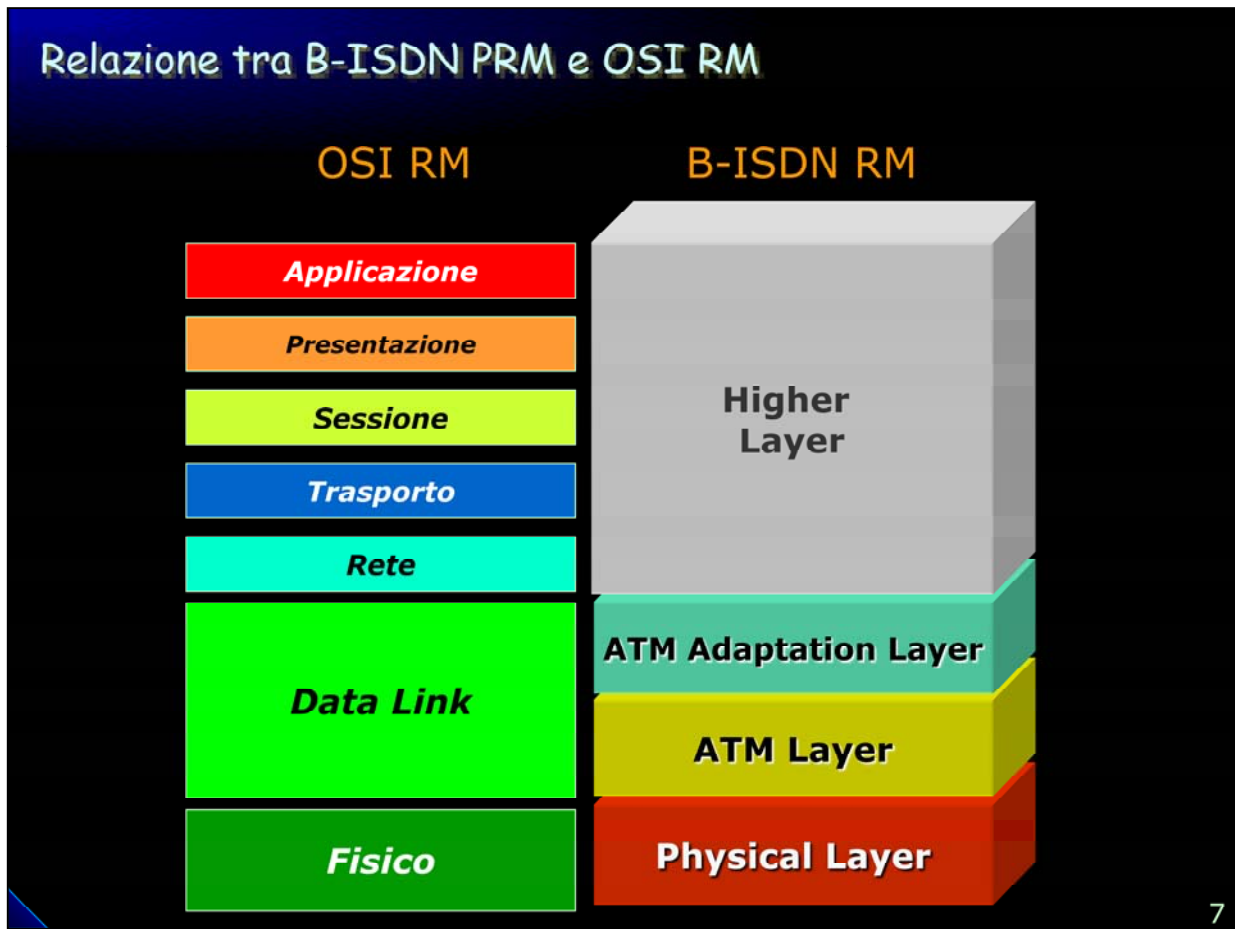 Relazione tra B-ISDN PRM e OSI RM
OSI RM
B-ISDN RM
Applicazione
Presentazione
Sessione
Trasporto
Rete
Data Link
Fisico
Higher
Layer
ATM Adaptation Layer
ATM Layer
Physical Layer
7